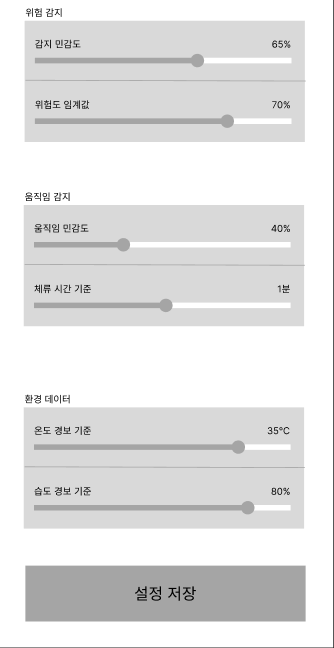 위험 감지
감지 민감도 65%
위험도 임계값 70%
움직임 감지
움직임 민감도 40%
체류 시간 기준 1분
환경 데이터
온도 경보 기준 35°C
습도 경보 기준 80%
설정 저장